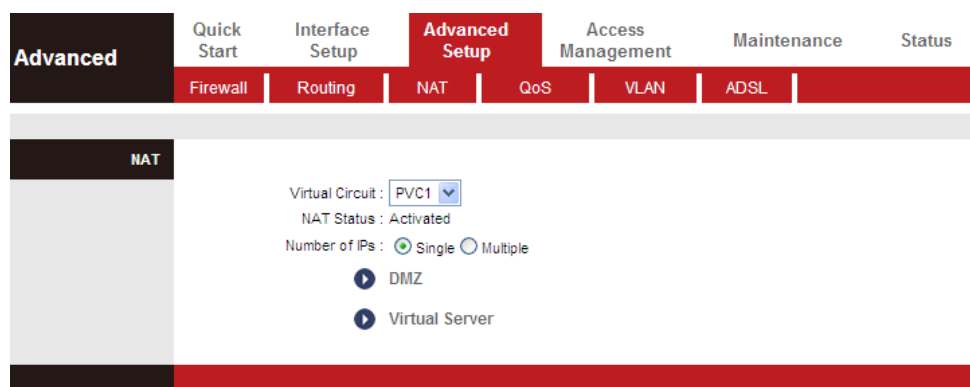 Advanced
Quick Start
Interface Setup
Advanced Setup
Access Management
Maintenance
Status
Firewall
Routing
NAT
QoS
VLAN
ADSL
NAT
Virtual Circuit : PVC1
NAT Status : Activated
Number of IPs : Single Multiple
DMZ
Virtual Server